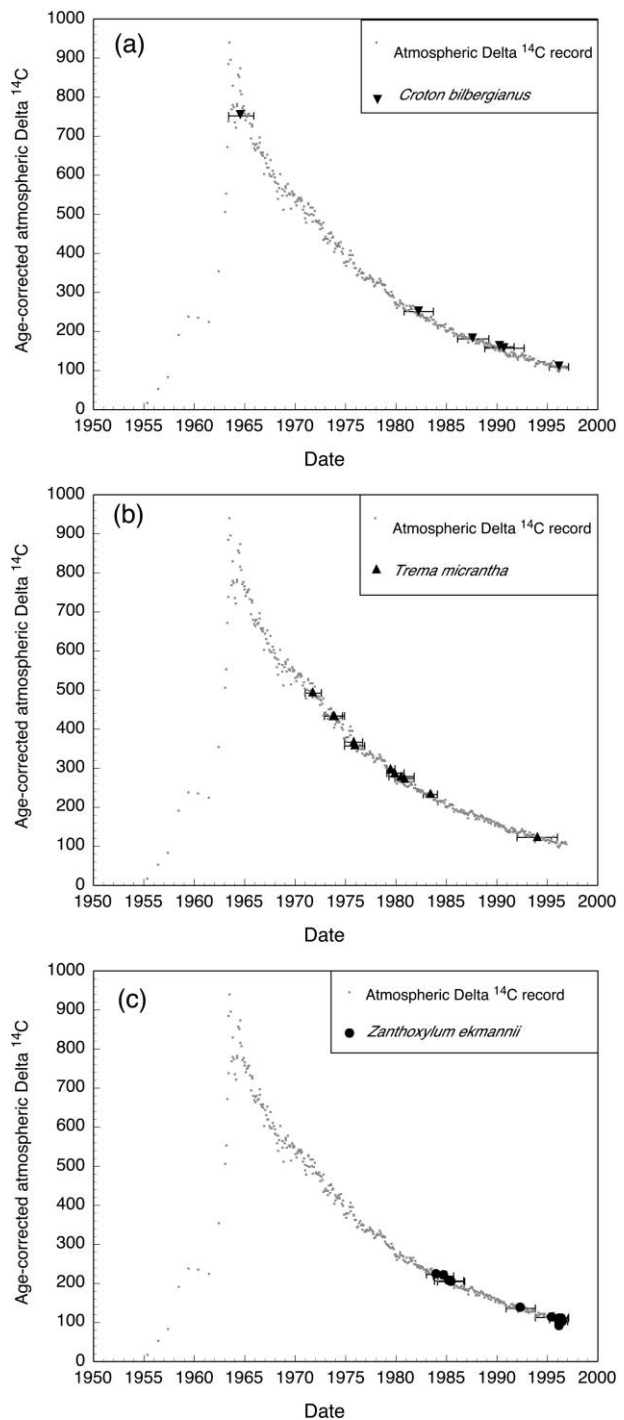 (a)
Atmospheric Delta 14C record
Croton bilbergianus
Age-corrected atmospheric Delta 14C
1000
900
800
700
600
500
400
300
200
100
0
1950 1955 1960 1965 1970 1975 1980 1985 1990 1995 2000
Date
(b)
Atmospheric Delta 14C record
Trema micrantha
Age-corrected atmospheric Delta 14C
1000
900
800
700
600
500
400
300
200
100
0
1950 1955 1960 1965 1970 1975 1980 1985 1990 1995 2000
Date
(c)
Atmospheric Delta 14C record
Zanthoxylum ekmannii
Age-corrected atmospheric Delta 14C
1000
900
800
700
600
500
400
300
200
100
0
1950 1955 1960 1965 1970 1975 1980 1985 1990 1995 2000
Date